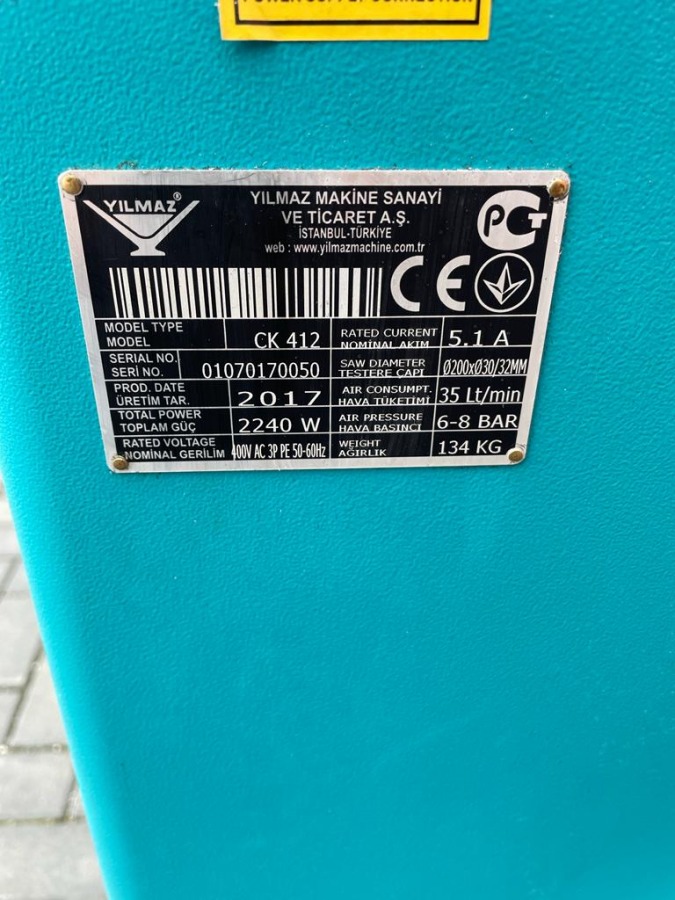 POWER SUPPLY CONNECTION
YILMAZ®
YILMAZ MAKİNE SANAYİ
VE TİCARET A.Ş.
İSTANBUL-TÜRKİYE
web : www.yilmazmachine.com.tr
PCT
CE
MODEL TYPE
MODEL
CK 412
RATED CURRENT
NOMINAL AKIM
5.1 A
SERIAL NO.
SERİ NO.
01070170050
SAW DIAMETER
TESTERE ÇAPI
Ø200xØ30/32MM
PROD. DATE
ÜRETİM TAR.
2017
AIR CONSUMPT.
HAVA TÜKETİMİ
35 Lt/min
TOTAL POWER
TOPLAM GÜÇ
2240 W
AIR PRESSURE
HAVA BASINCI
6-8 BAR
RATED VOLTAGE
NOMINAL GERİLİM
400V AC 3P PE 50-60Hz
WEIGHT
AĞIRLIK
134 KG